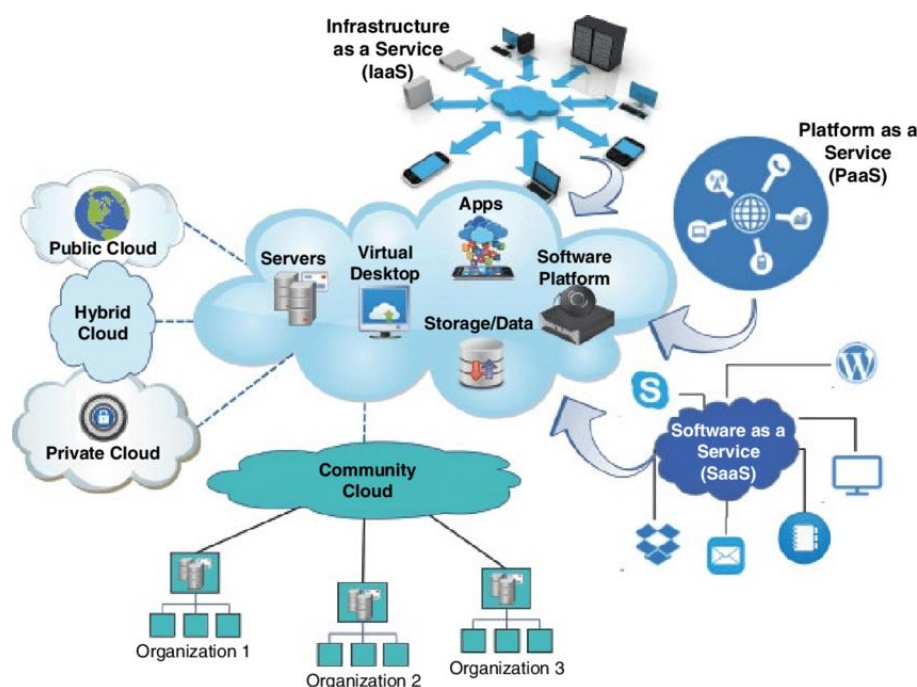 Infrastructure
as a Service
(IaaS)
Platform as a
Service
(PaaS)
Public Cloud
Hybrid
Cloud
Private Cloud
Servers
Virtual
Desktop
Apps
Software
Platform
Storage/Data
Software as a
Service
(SaaS)
Community
Cloud
Organization 1
Organization 2
Organization 3